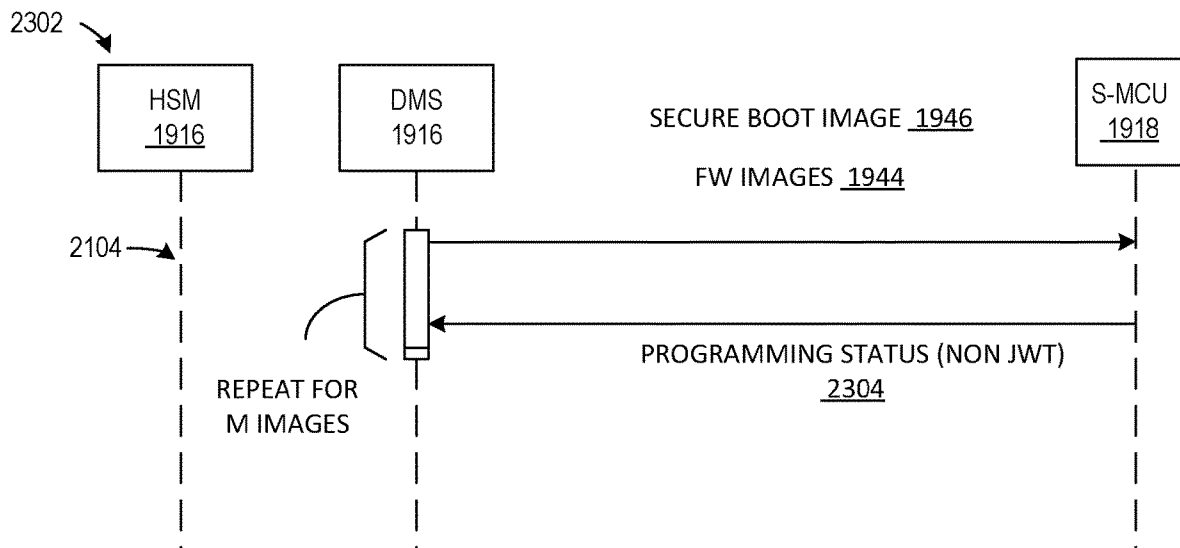 2302
HSM
1916
DMS
1916
SECURE BOOT IMAGE 1946
S-MCU
1918
FW IMAGES 1944
2104
PROGRAMMING STATUS (NON JWT)
2304
REPEAT FOR
M IMAGES